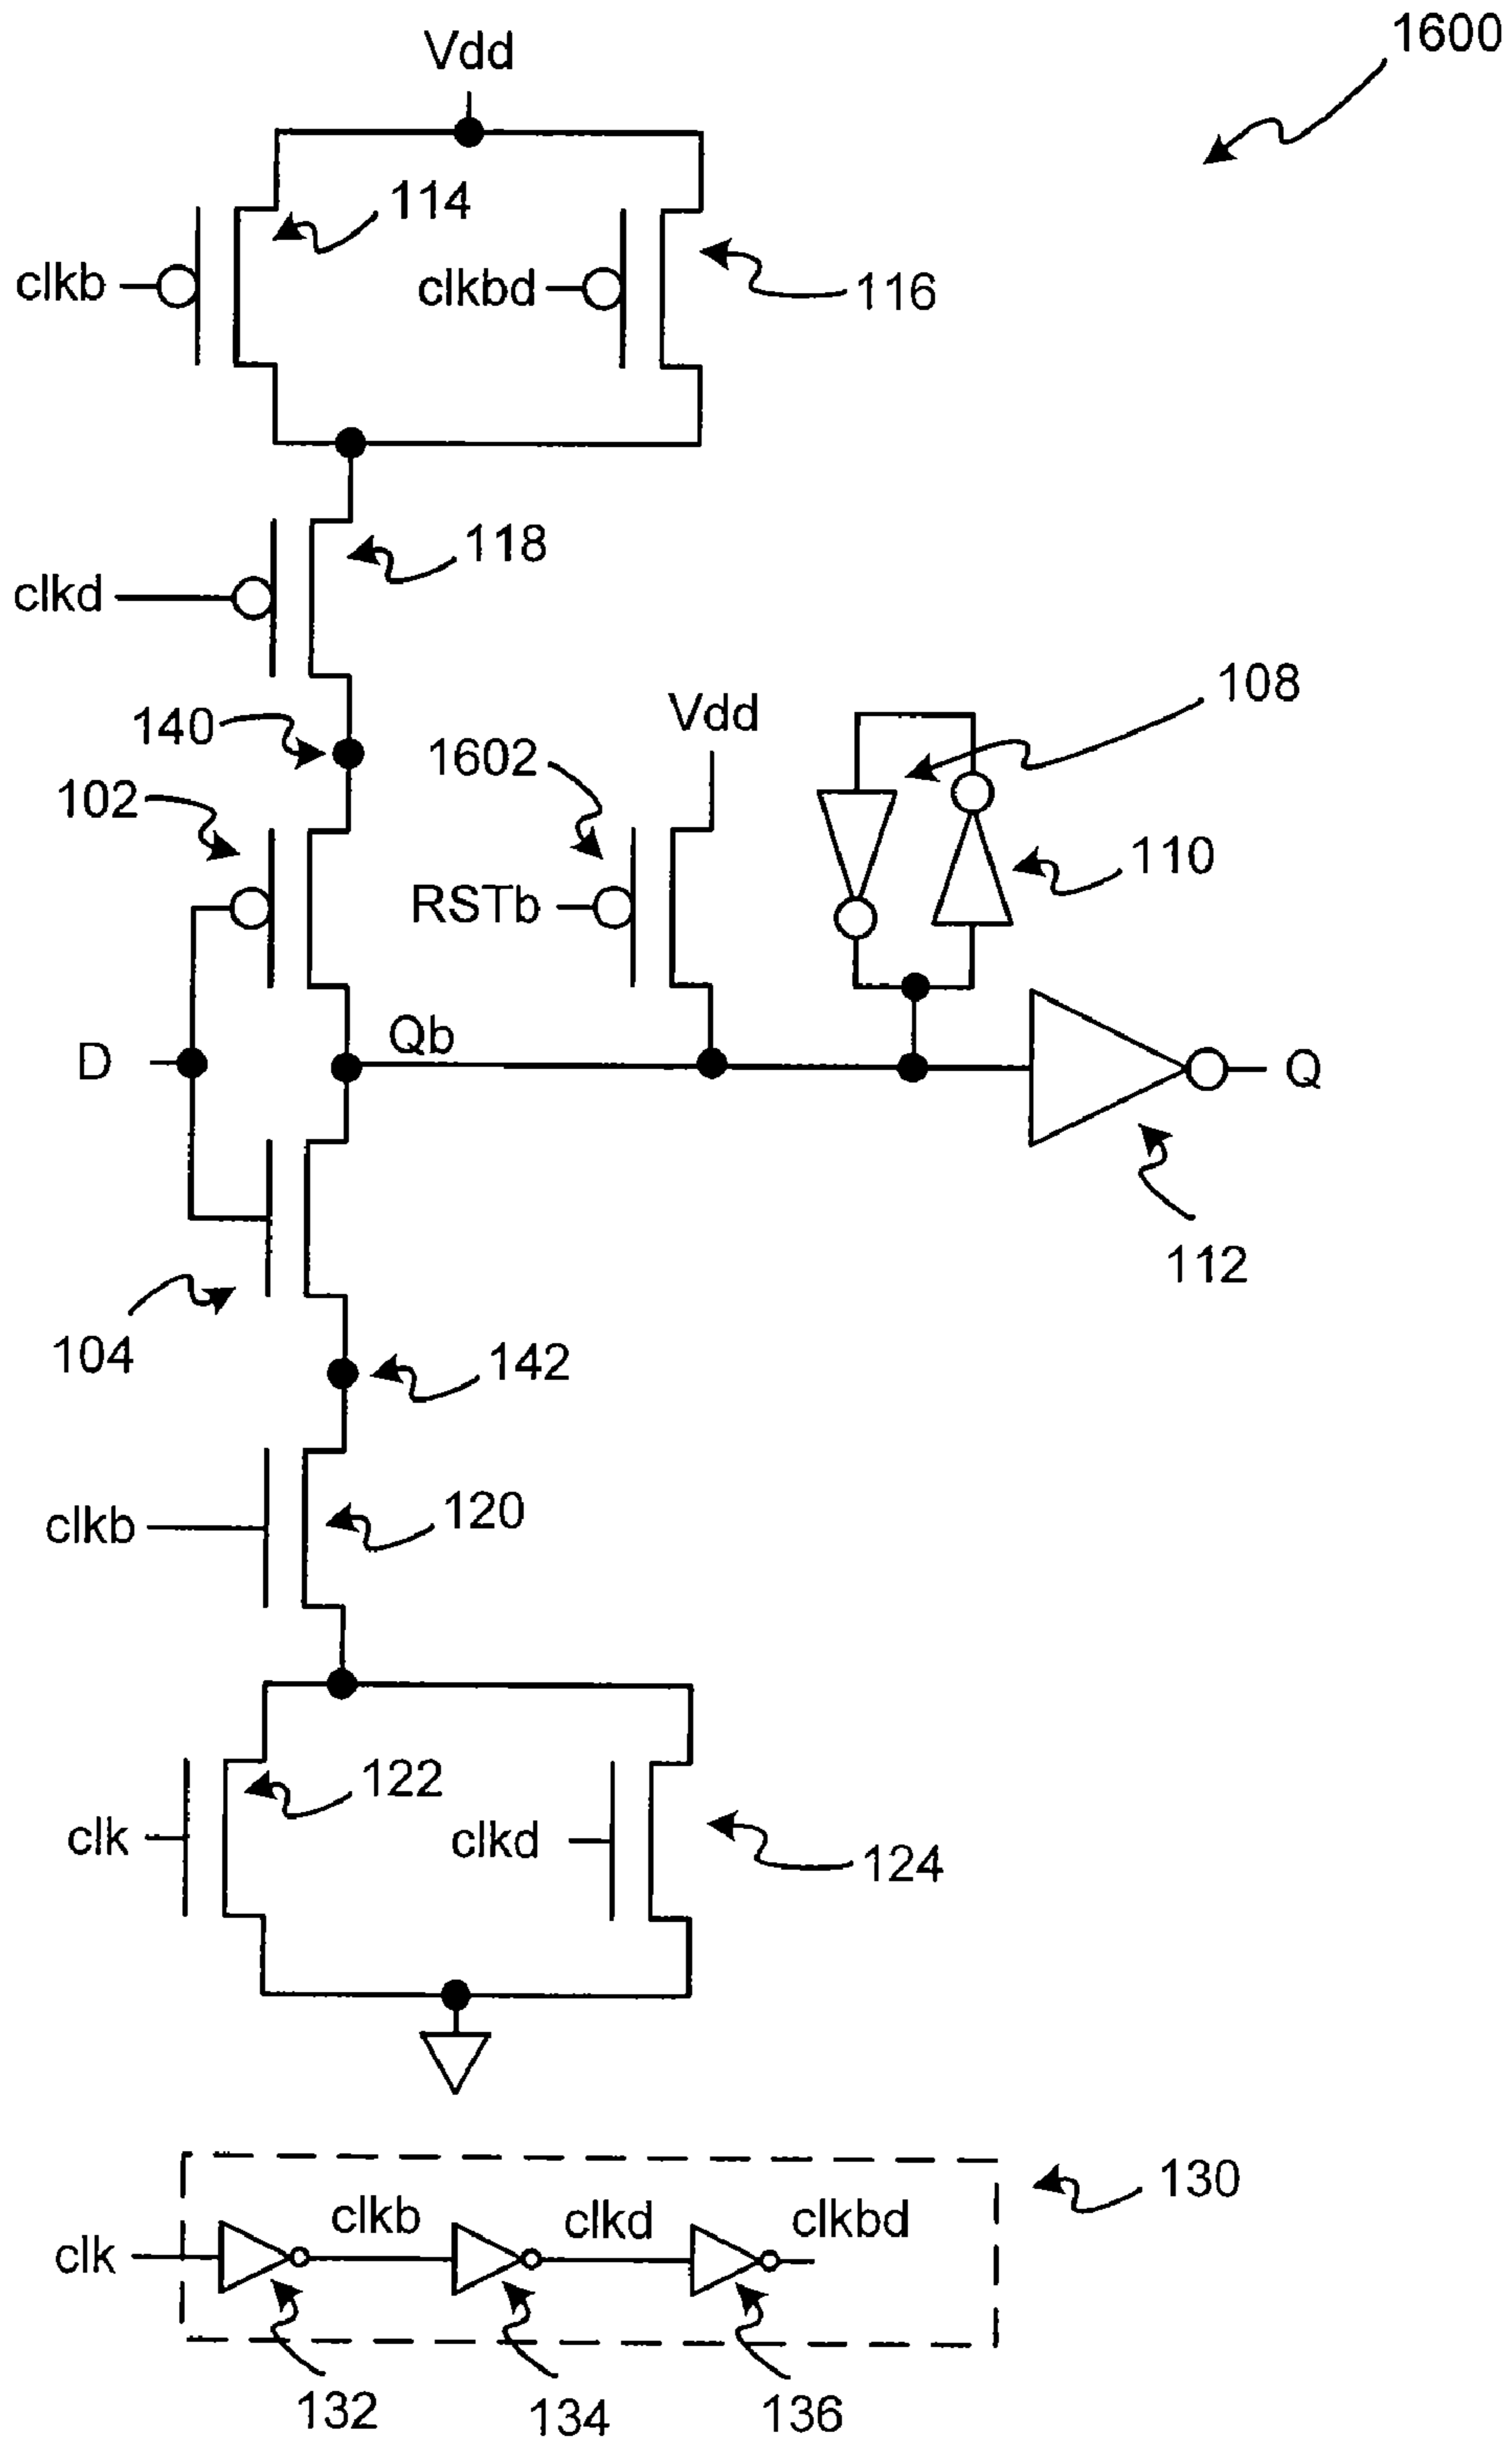 1600
Vdd
114
clkb
clkbd
116
118
clkd
140
Vdd
108
1602
102
110
RSTb
Qb
D
Q
112
104
142
120
clkb
122
clk
clkd
124
130
clkb
clkd
clkbd
clk
132
134
136